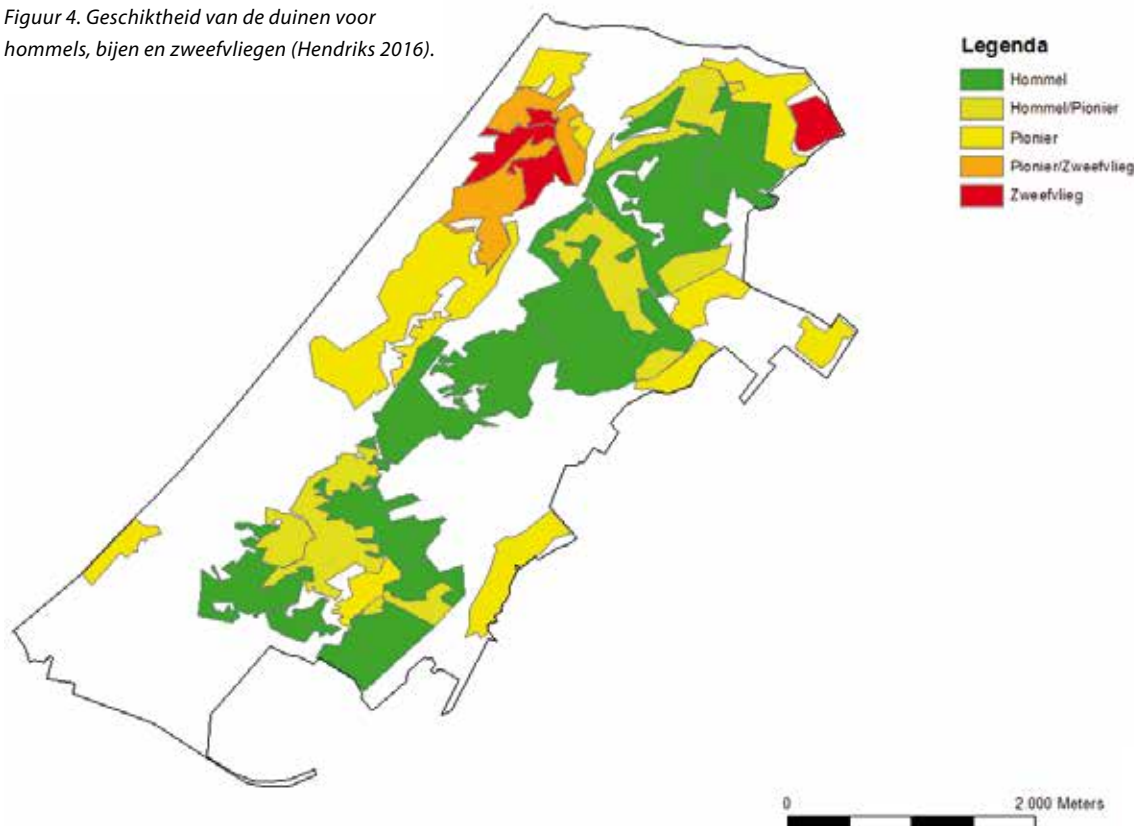 Figuur 4. Geschiktheid van de duinen voor
hommels, bijen en zweefvliegen (Hendriks 2016).
Legenda
Hommel
Hommel/Pionier
Pionier
Pionier/Zweefvlieg
Zweefvlieg
0 2 000 Meters